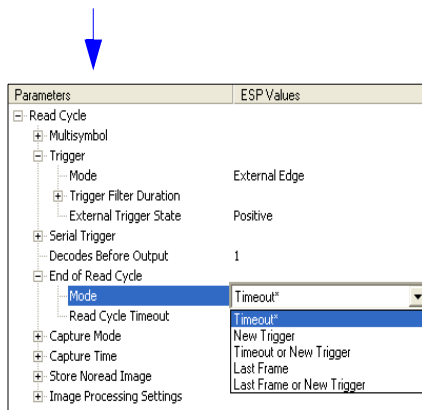 Parameters ESP Values
Read Cycle
Multisymbol
Trigger
Mode External Edge
Trigger Filter Duration
External Trigger State Positive
Serial Trigger
Decodes Before Output 1
End of Read Cycle
Mode Timeout*
Read Cycle Timeout Timeout*
New Trigger
Capture Mode Timeout or New Trigger
Capture Time Last Frame
Store Noread Image Last Frame or New Trigger
Image Processing Settings